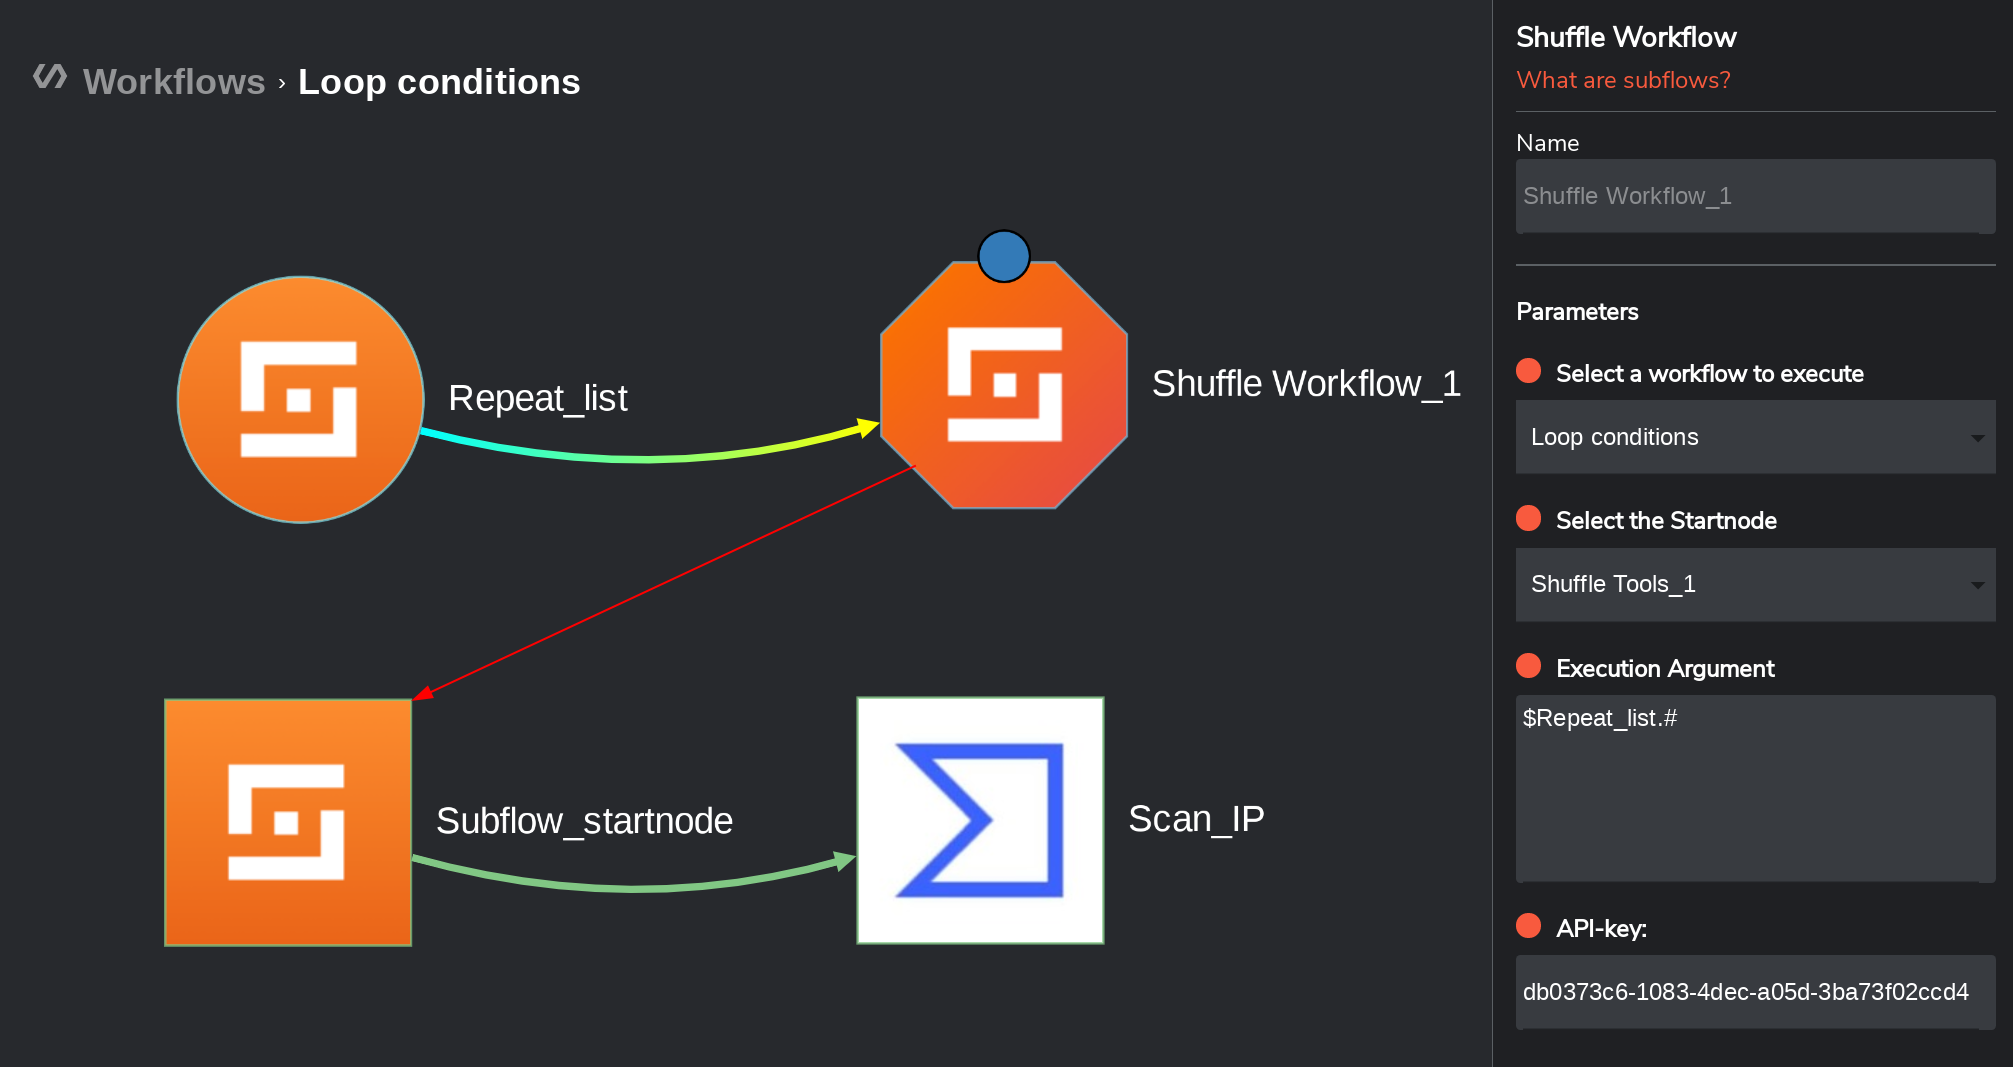 Workflows › Loop conditions
Repeat_list
Shuffle Workflow_1
Subflow_startnode
Scan_IP
Shuffle Workflow
What are subflows?
Name
Shuffle Workflow_1
Parameters
Select a workflow to execute
Loop conditions
Select the Startnode
Shuffle Tools_1
Execution Argument
$Repeat_list.#
API-key:
db0373c6-1083-4dec-a05d-3ba73f02ccd4